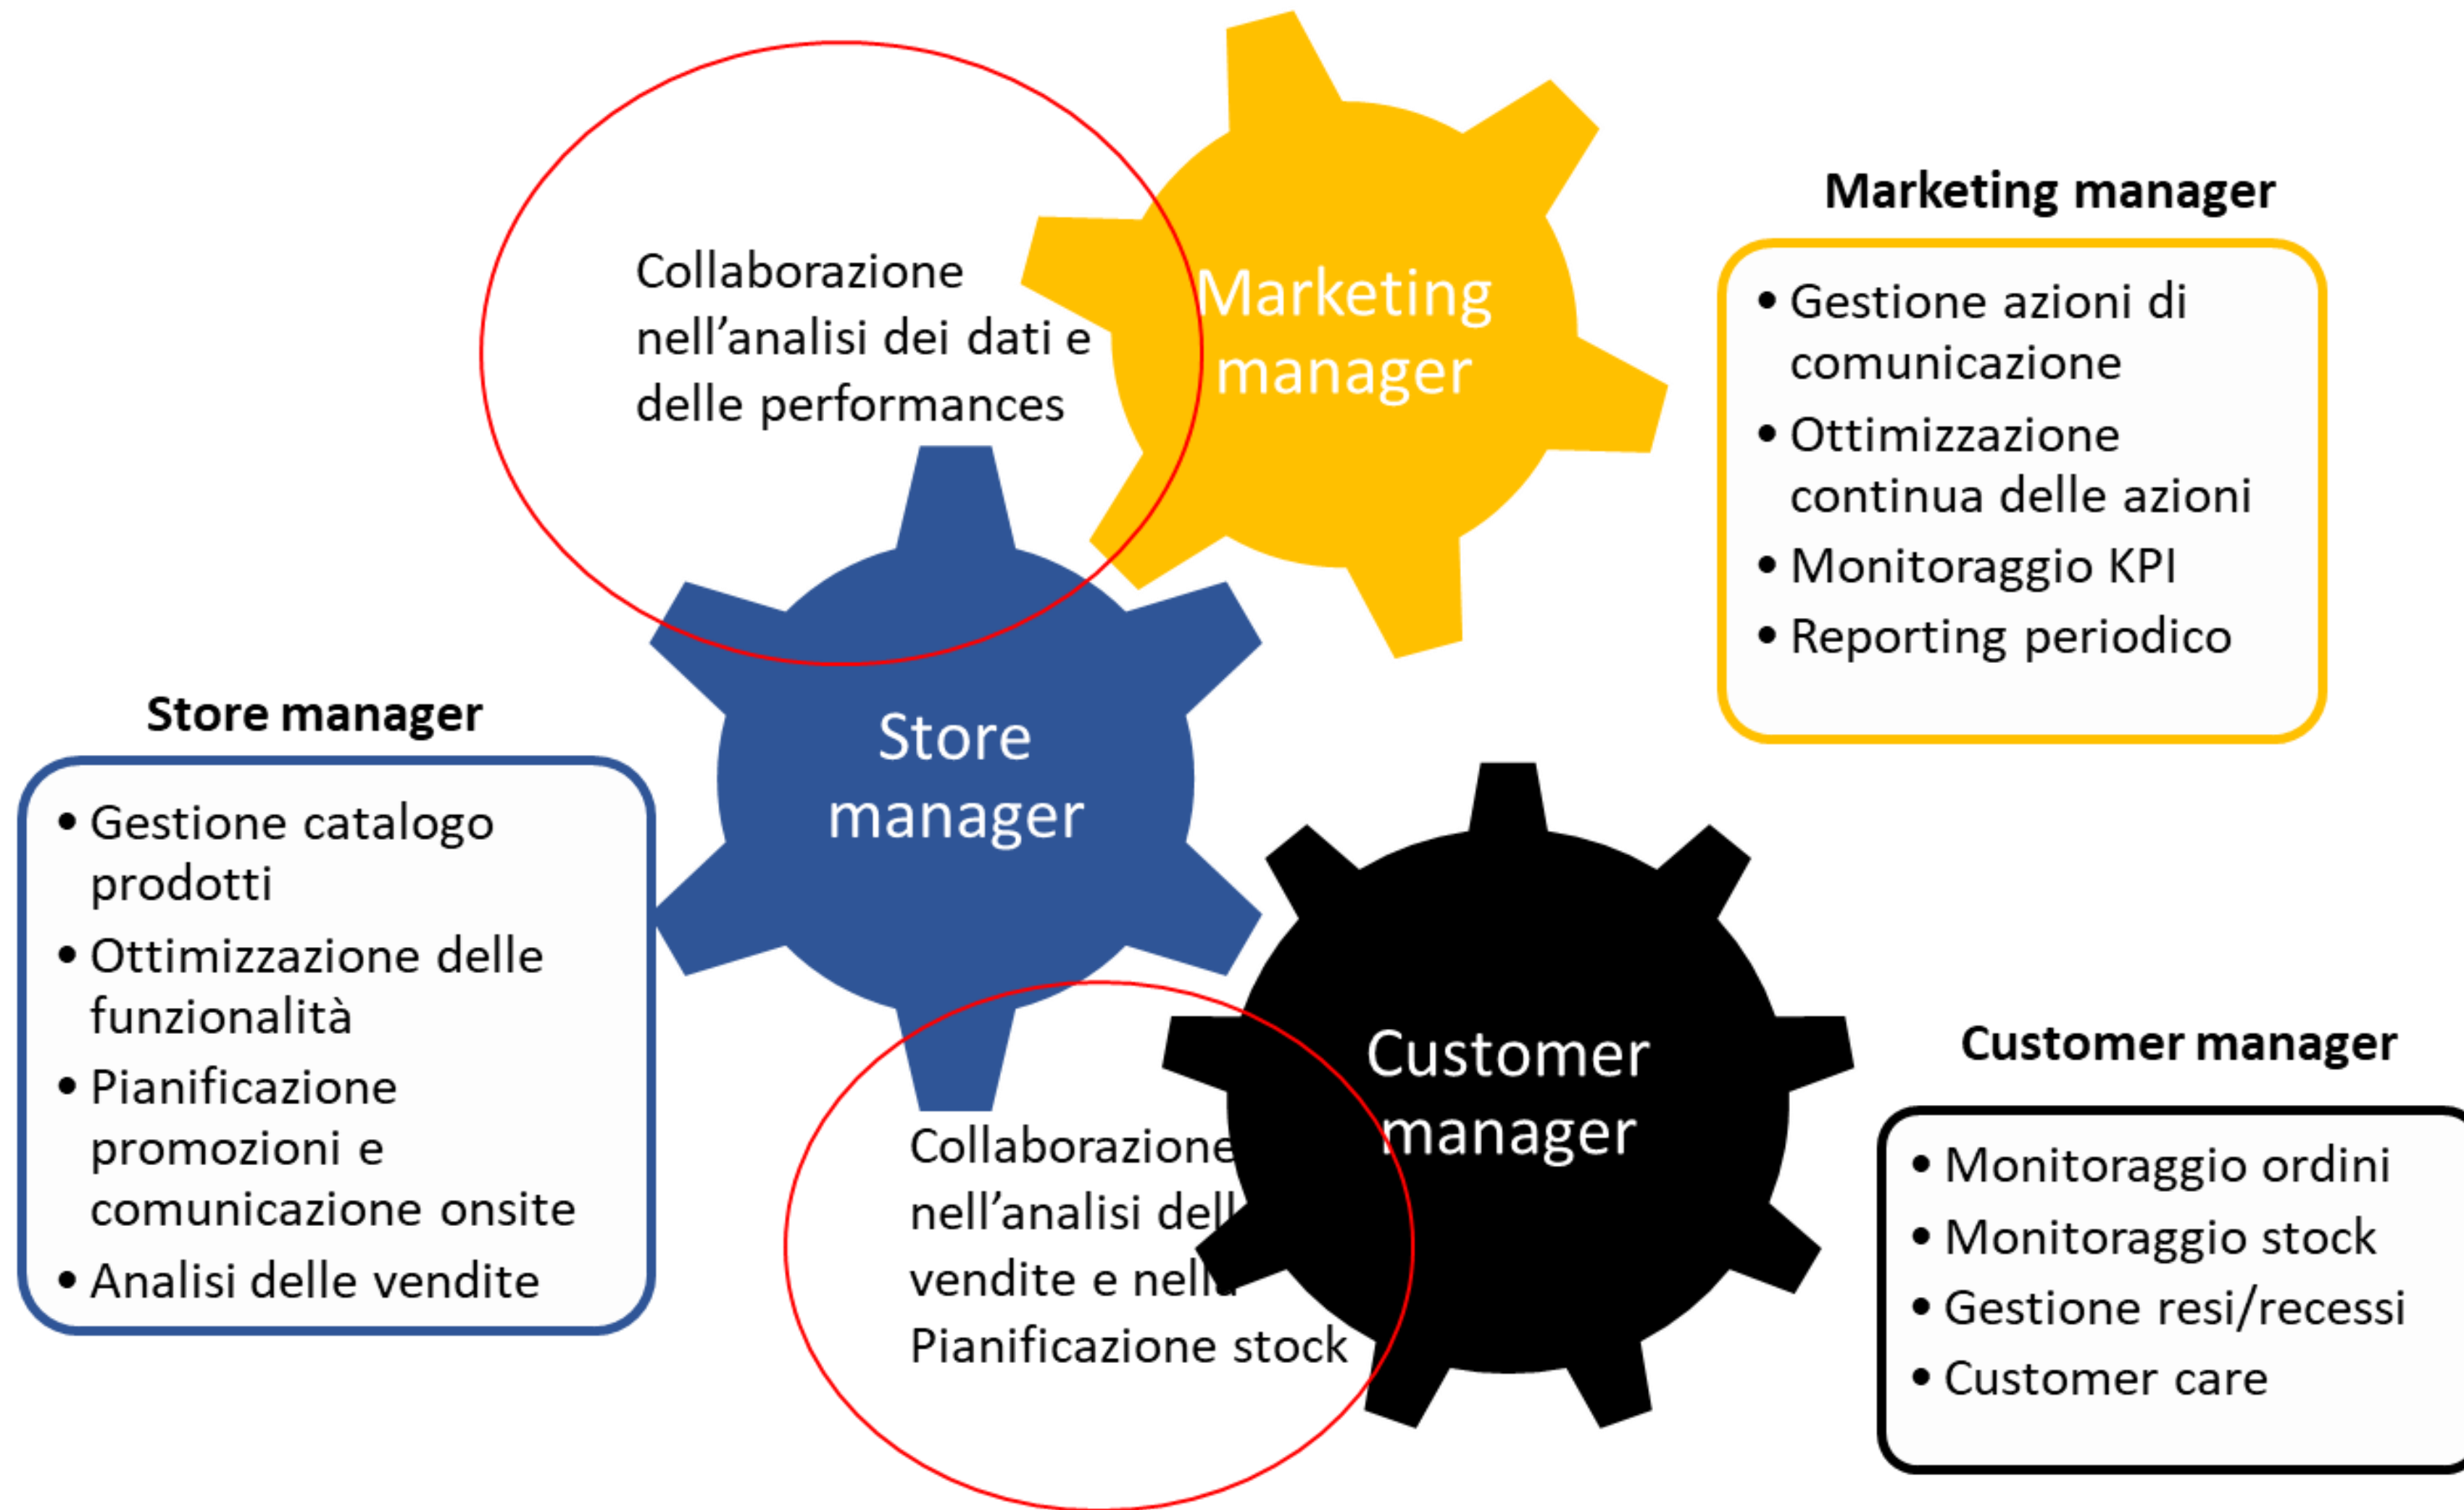 Collaborazione
nell’analisi dei dati e
delle performances
Marketing
manager
Marketing manager
• Gestione azioni di
comunicazione
• Ottimizzazione
continua delle azioni
• Monitoraggio KPI
• Reporting periodico
Store manager
• Gestione catalogo
prodotti
• Ottimizzazione delle
funzionalità
• Pianificazione
promozioni e
comunicazione onsite
• Analisi delle vendite
Store
manager
Collaborazione
nell’analisi
vendite e
Pianificazione stock
Customer
manager
Customer manager
• Monitoraggio ordini
• Monitoraggio stock
• Gestione resi/recessi
• Customer care